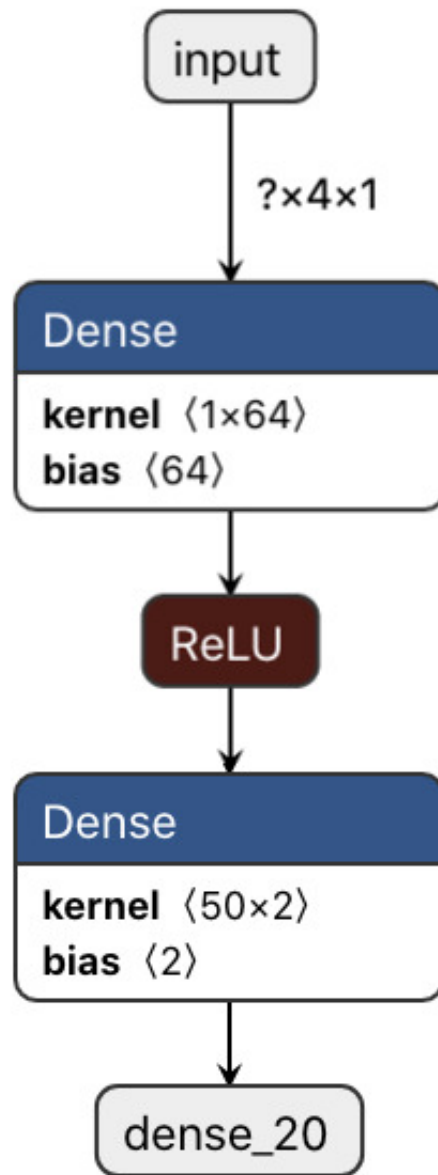 input
?×4×1
Dense
kernel ⟨1×64⟩
bias ⟨64⟩
ReLU
Dense
kernel ⟨50×2⟩
bias ⟨2⟩
dense_20